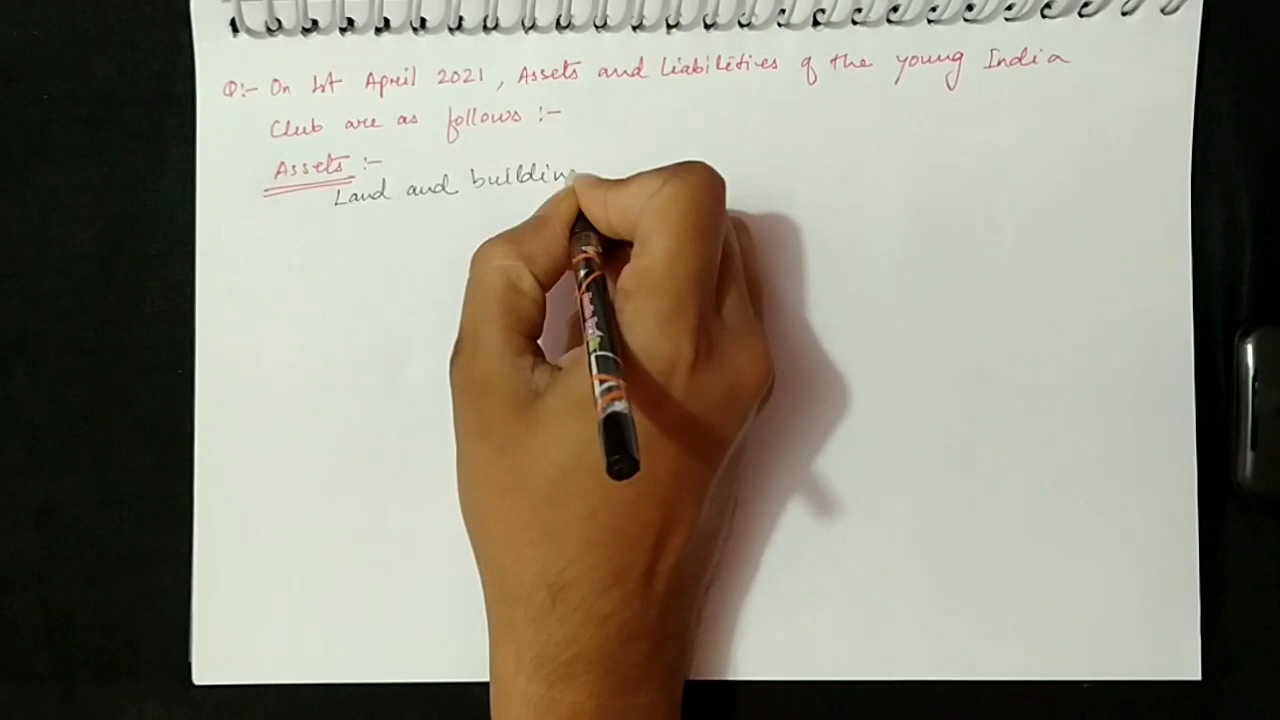 Q:- On 1st April 2021, Assets and Liabilities of the young India
Club are as follows :-
Assets :-
Land and buildin